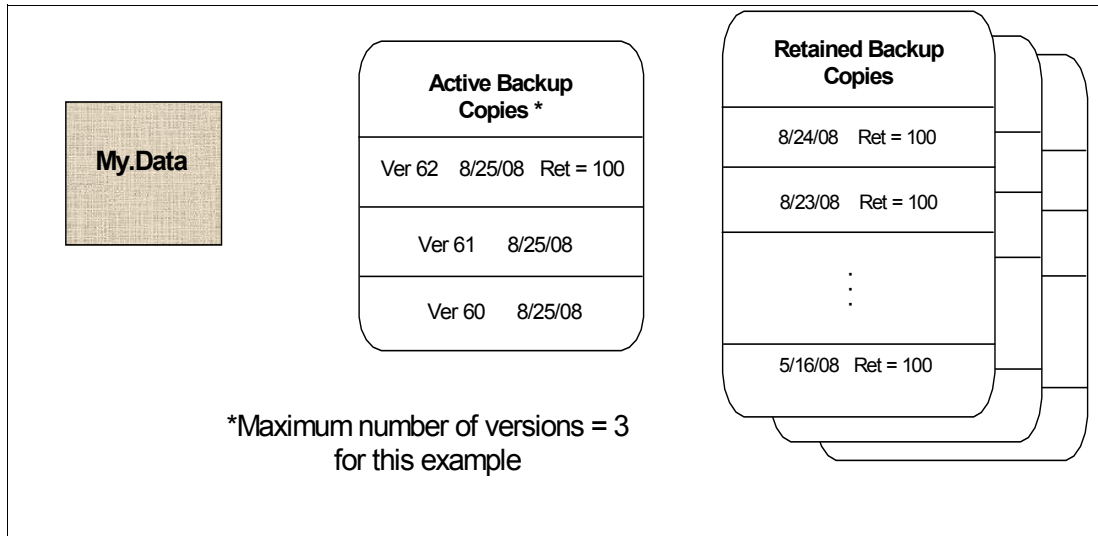 My.Data
Active Backup
Copies *
Ver 62 8/25/08 Ret = 100
Ver 61 8/25/08
Ver 60 8/25/08
*Maximum number of versions = 3
for this example
Retained Backup
Copies
8/24/08 Ret = 100
8/23/08 Ret = 100
.
.
.
5/16/08 Ret = 100